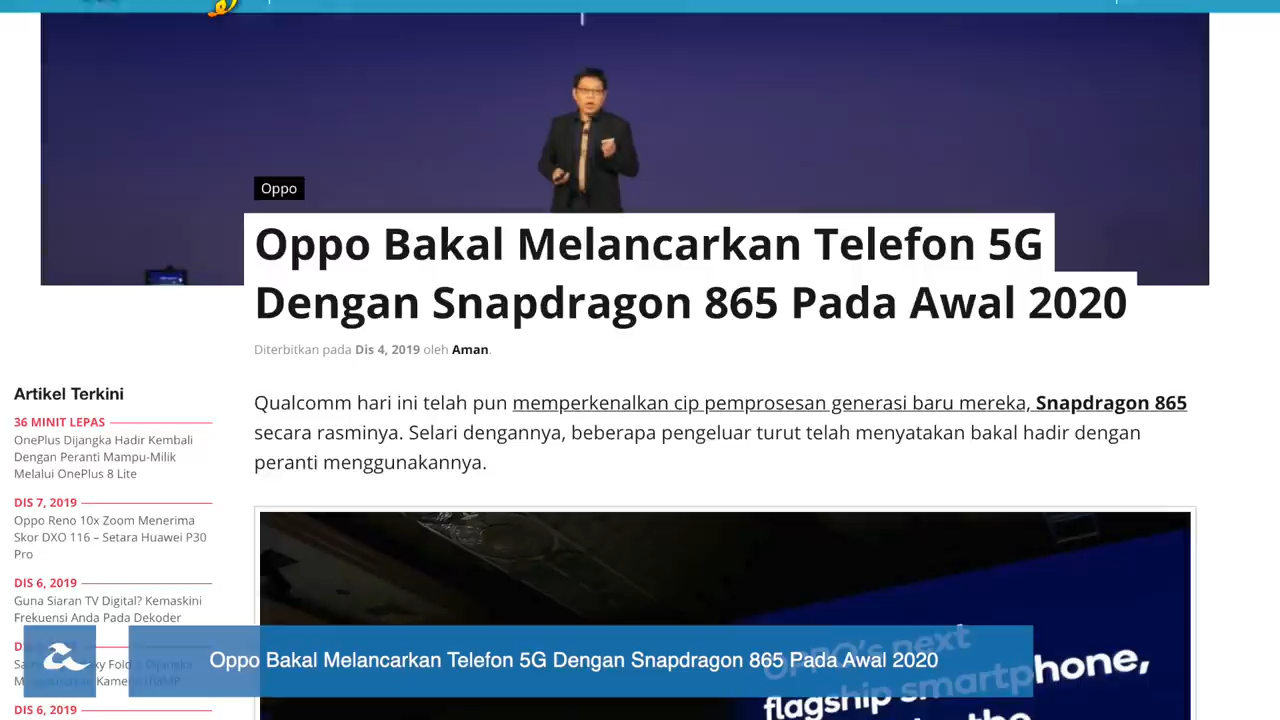 Oppo
Oppo Bakal Melancarkan Telefon 5G
Dengan Snapdragon 865 Pada Awal 2020
Diterbitkan pada Dis 4, 2019 oleh Aman.
Qualcomm hari ini telah pun memperkenalkan cip pemprosesan generasi baru mereka, Snapdragon 865
secara rasminya. Selari dengannya, beberapa pengeluar turut telah menyatakan bakal hadir dengan
peranti menggunakannya.
Artikel Terkini
36 MINIT LEPAS
OnePlus Dijangka Hadir Kembali
Dengan Peranti Mampu-Milik
Melalui OnePlus 8 Lite
DIS 7, 2019
Oppo Reno 10x Zoom Menerima
Skor DXO 116 – Setara Huawei P30
Pro
DIS 6, 2019
Guna Siaran TV Digital? Kemaskini
Frekuensi Anda Pada Dekoder
Dijangka
DIS 6, 2019
OPPO's next
flagship smartphone,
the
Oppo Bakal Melancarkan Telefon 5G Dengan Snapdragon 865 Pada Awal 2020